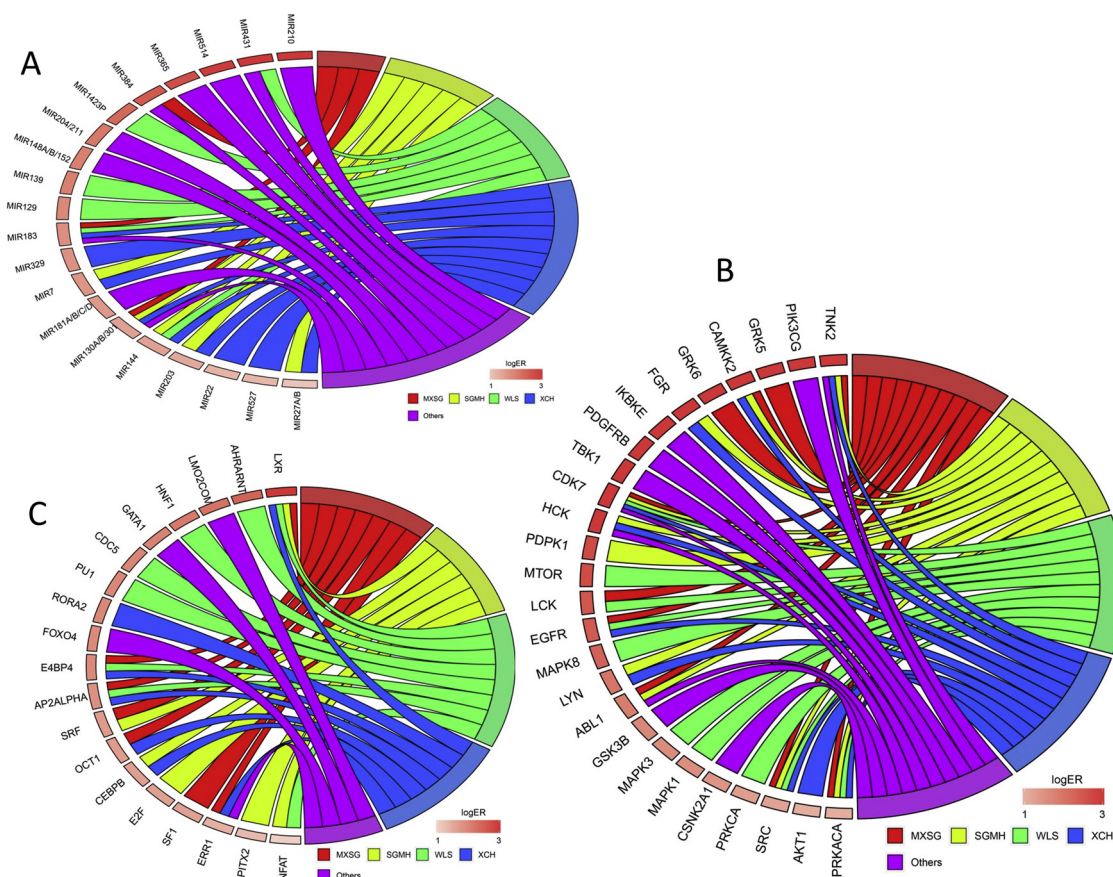 A
MIR210
MIR431
MIR514
MIR365
MIR384
MIR1423P
MIR204/211
MIR148A/B/152
MIR139
MIR129
MIR183
MIR329
MIR7
MIR181A/B/C/D
MIR130A/B/30
MIR144
MIR203
MIR22
MIR527
MIR27A/B
logER
1 3
MXSG SGMH WLS XCH
Others
B
TNIK2
PIK3CG
GRK5
CAMKK2
GRK6
FGR
IKBKE
PDGFRB
TBK1
CDK7
HCK
PDPK1
MTOR
LCK
EGFR
MAPK8
LYN
ABL1
GSK3B
MAPK3
MAPK1
CSNK2A1
PRKCA
SRC
AKT1
PRKACA
logER
1 3
MXSG SGMH WLS XCH
Others
C
LXR
AHRARNT
LMO2COM
HNF1
GATA1
CDC5
PU1
RORA2
FOXO4
E4BP4
AP2ALPHA
SRF
OCT1
CEBPB
E2F
SF1
ERR1
PITX2
NFAT
logER
1 3
MXSG SGMH WLS XCH
Others